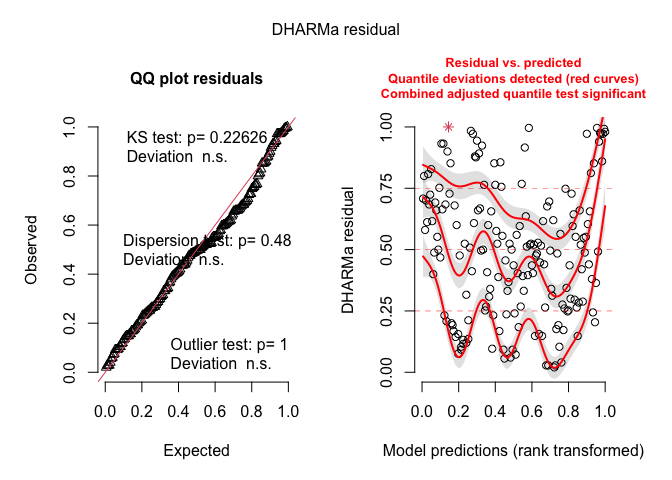 DHARMa residual
QQ plot residuals
KS test: p= 0.22626
Deviation n.s.
Dispersion test: p= 0.48
Deviation n.s.
Outlier test: p= 1
Deviation n.s.
Observed
0.0 0.2 0.4 0.6 0.8 1.0
0.0 0.2 0.4 0.6 0.8 1.0
Expected
Residual vs. predicted
Quantile deviations detected (red curves)
Combined adjusted quantile test significant
DHARMa residual
0.00 0.25 0.50 0.75 1.00
0.0 0.2 0.4 0.6 0.8 1.0
Model predictions (rank transformed)